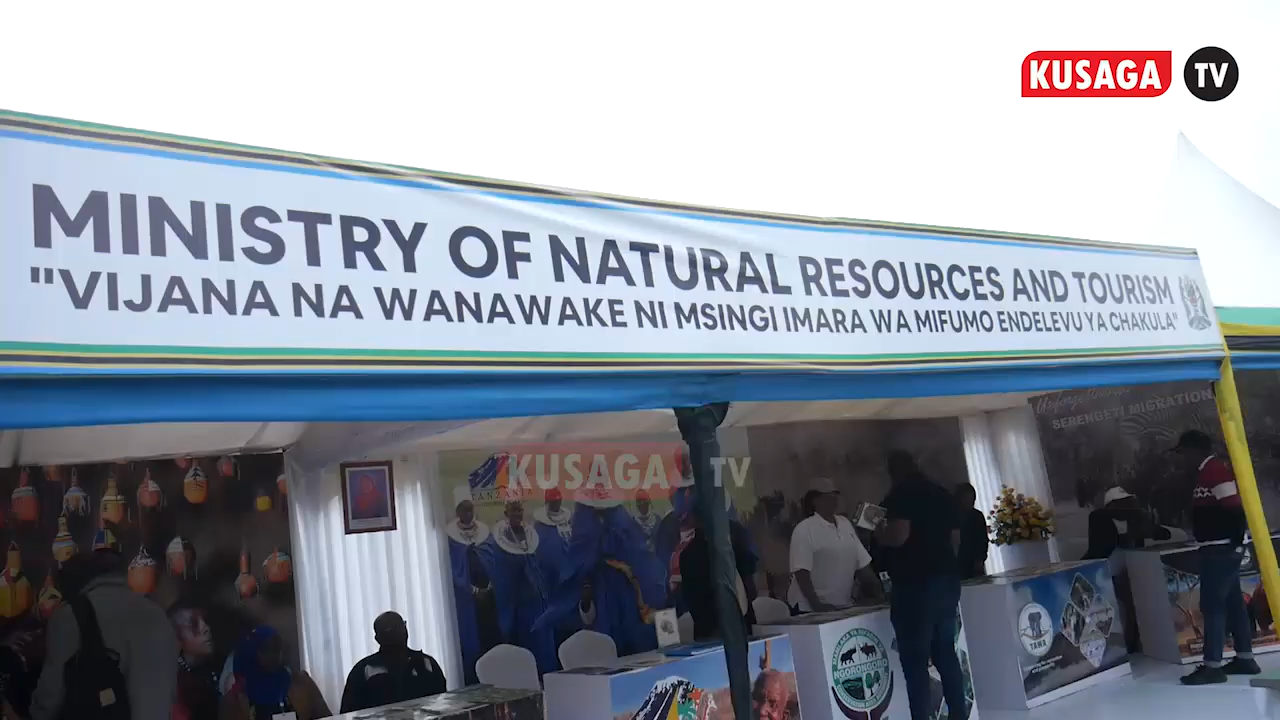 KUSAGA TV
MINISTRY OF NATURAL RESOURCES AND TOURISM
"VIJANA NA WANAWAKE NI MSINGI IMARA WA MIFUMO ENDELEVU YA CHAKULA"
SERENGETI MIGRATION
KUSAGA TV
TANZANIA
NGORONGORO
TAWA